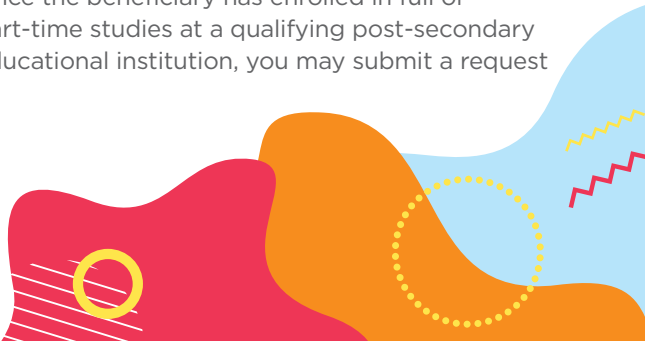 the beneficiary has enrolled in full or
art-time studies at a qualifying post-secondary
ducational institution, you may submit a request